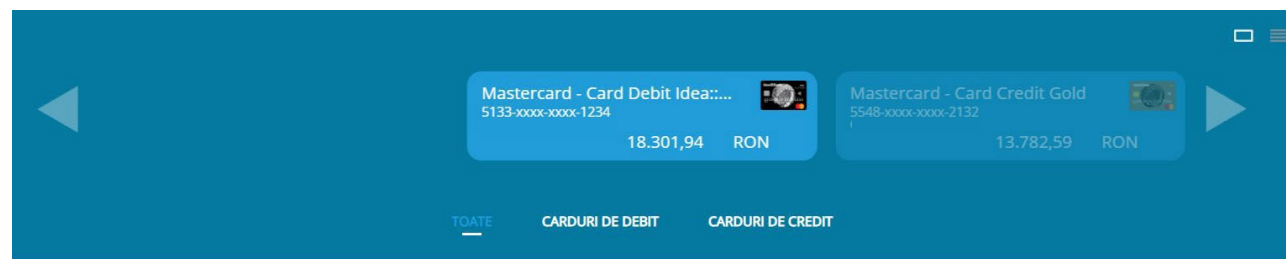 Mastercard - Card Debit Idea::...
5133-xxxx-xxxx-1234
18.301,94 RON
Mastercard - Card Credit Gold
5548-xxxx-xxxx-2132
13.782,59 RON
TOATE CARDURI DE DEBIT CARDURI DE CREDIT